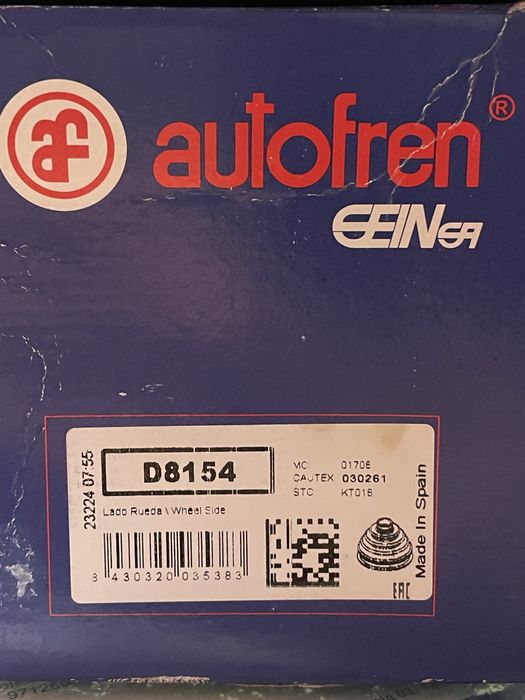 af autofren®
SEINsa
23224 07:55
D8154
MC 01706
CAUTEX 030261
STC KT016
Lado Rueda \ Wheel Side
8 430320 035383
Made In Spain
EAC